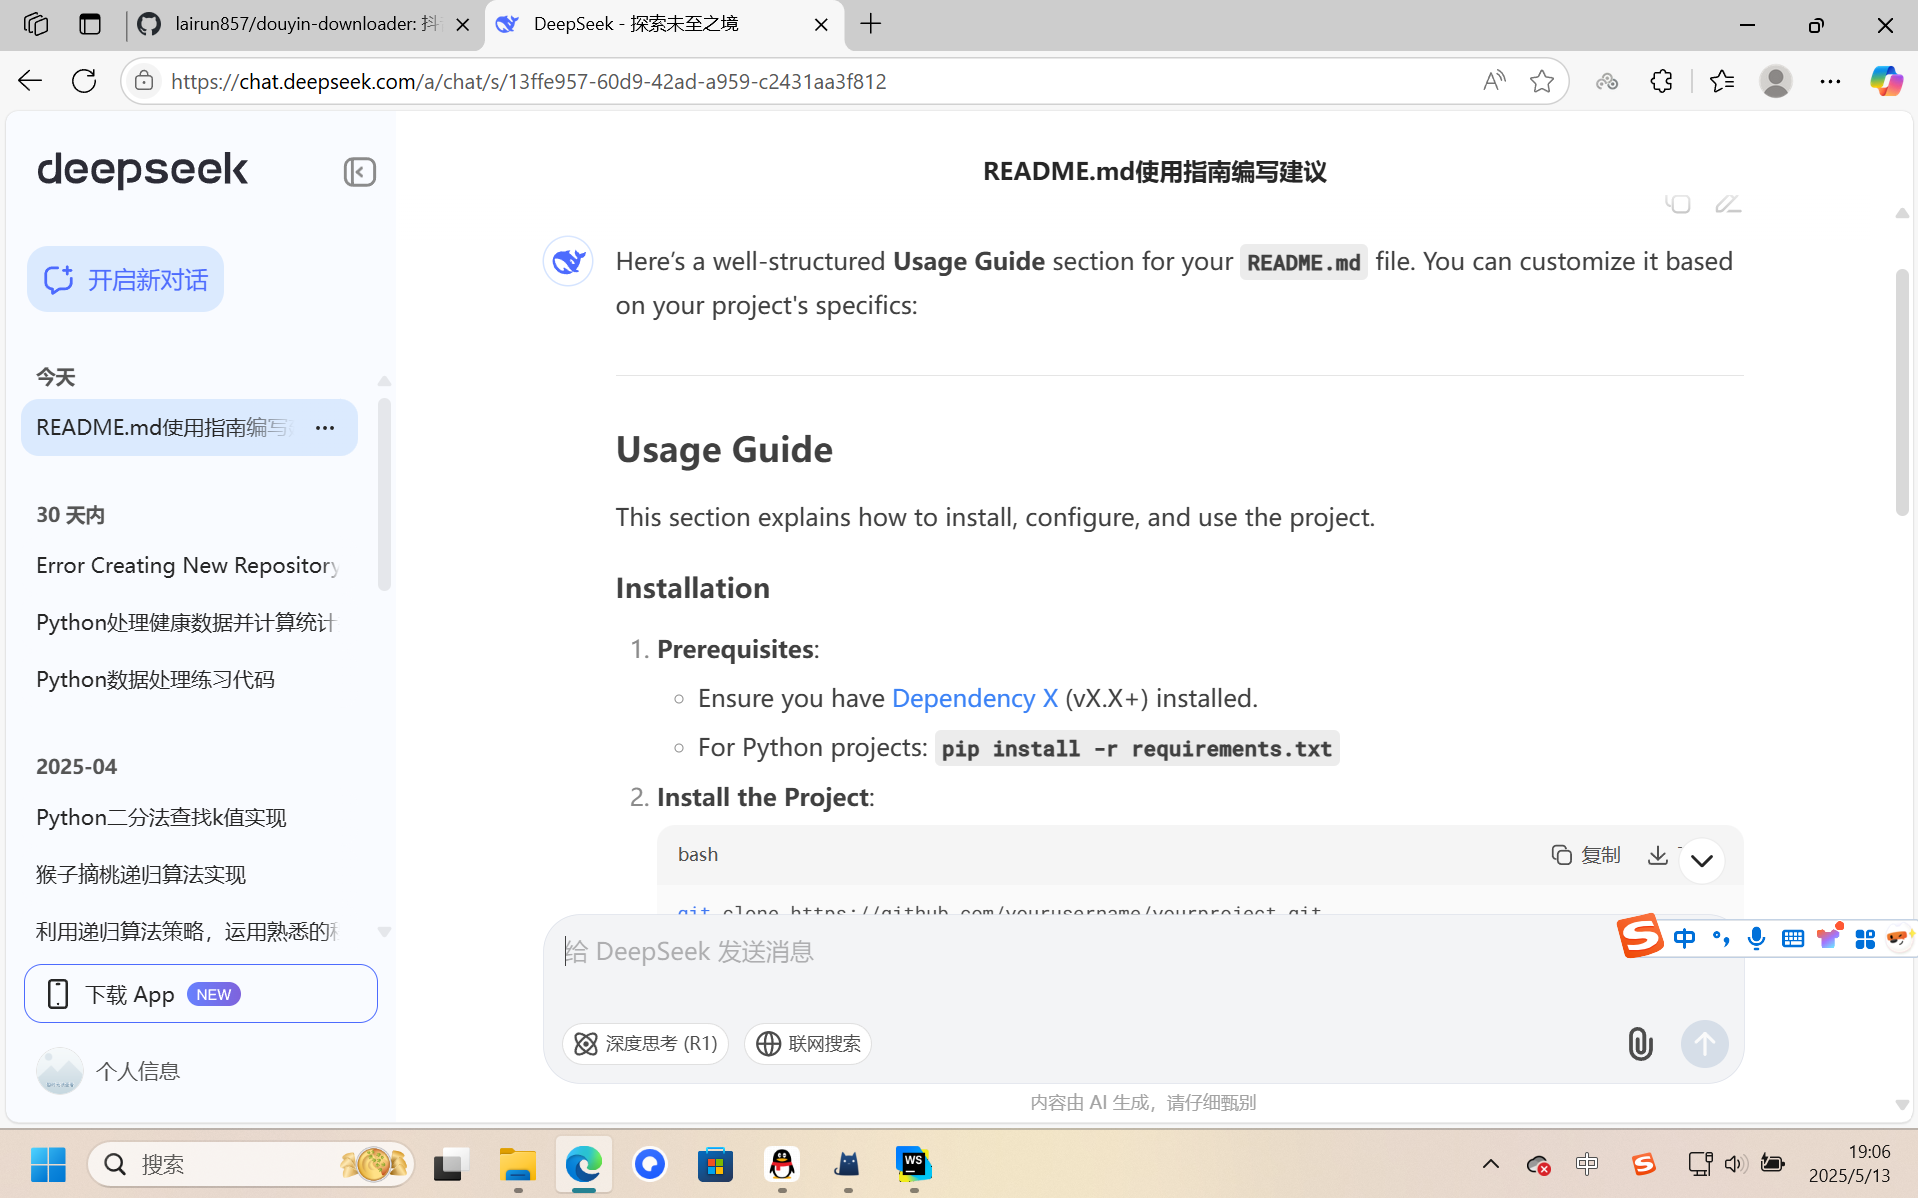 lairun857/douyin-downloader: 抖
DeepSeek - 探索未至之境
https://chat.deepseek.com/a/chat/s/13ffe957-60d9-42ad-a959-c2431aa3f812
deepseek
开启新对话
今天
README.md使用指南编写
30 天内
Error Creating New Repository
Python处理健康数据并计算统计
Python数据处理练习代码
2025-04
Python二分法查找k值实现
猴子摘桃递归算法实现
利用递归算法策略，运用熟悉的
下载 App NEW
个人信息
README.md使用指南编写建议
Here’s a well-structured Usage Guide section for your README.md file. You can customize it based
on your project's specifics:
Usage Guide
This section explains how to install, configure, and use the project.
Installation
1. Prerequisites:
Ensure you have Dependency X (vX.X+) installed.
For Python projects: pip install -r requirements.txt
2. Install the Project:
bash
复制
git clone https://github.com/yourusername/yourproject.git
给 DeepSeek 发送消息
深度思考 (R1)
联网搜索
内容由 AI 生成，请仔细甄别
中
搜索
WS
中
19:06
2025/5/13